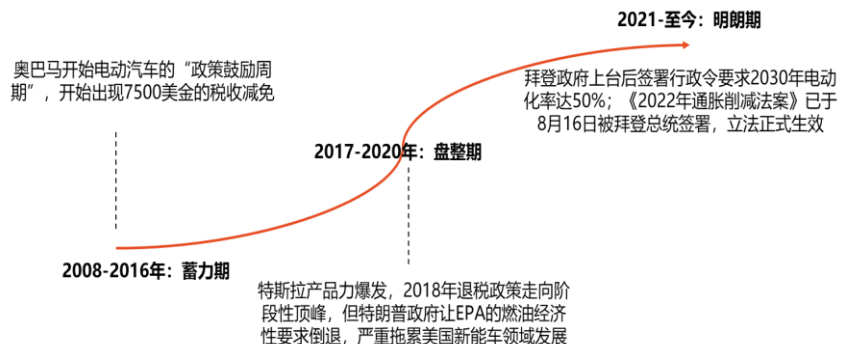 2021-至今：明朗期
奥巴马开始电动汽车的“政策鼓励周
期”，开始出现7500美金的税收减免
拜登政府上台后签署行政令要求2030年电动
化率达50%；《2022年通胀削减法案》已于
8月16日被拜登总统签署，立法正式生效
2017-2020年：盘整期
2008-2016年：蓄力期
特斯拉产品力爆发，2018年退税政策走向阶
段性顶峰，但特朗普政府让EPA的燃油经济
性要求倒退，严重拖累美国新能车领域发展